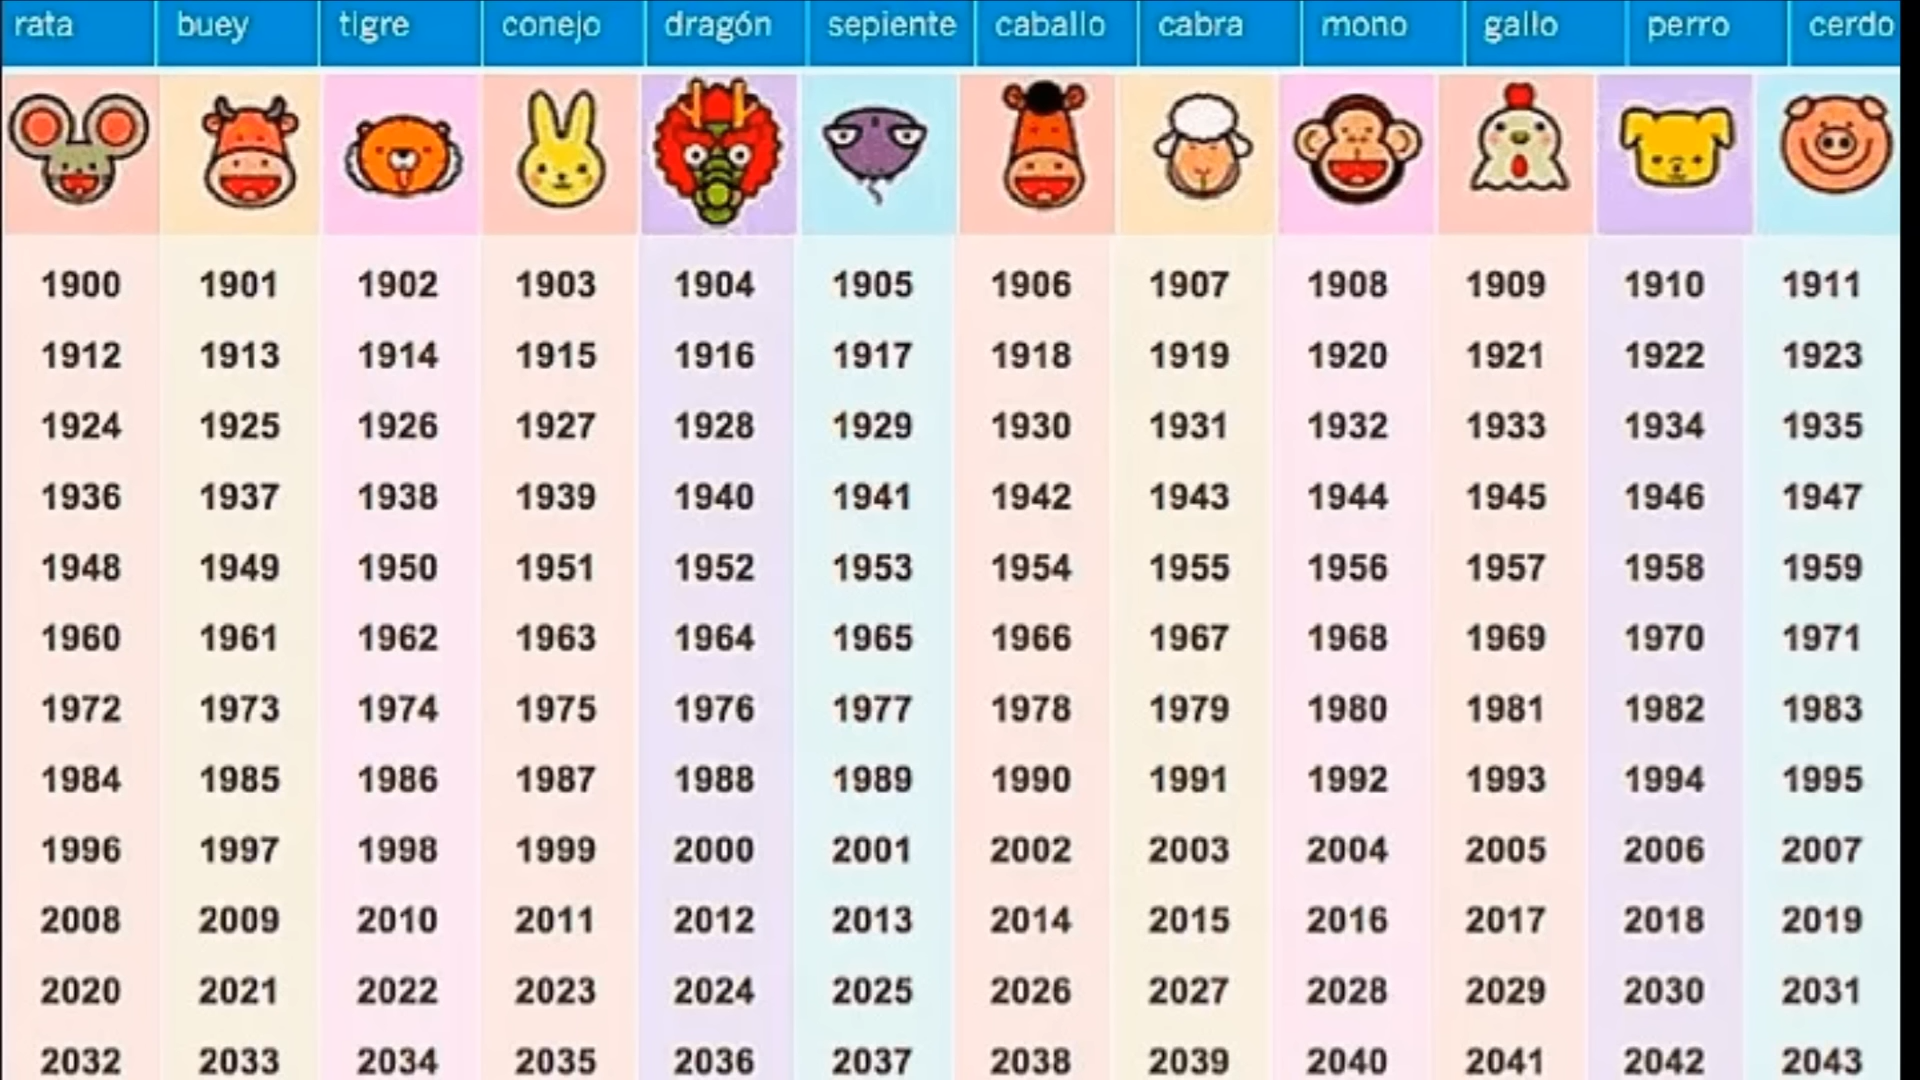 rata buey tigre conejo dragón sepiente caballo cabra mono gallo perro cerdo
1900 1901 1902 1903 1904 1905 1906 1907 1908 1909 1910 1911
1912 1913 1914 1915 1916 1917 1918 1919 1920 1921 1922 1923
1924 1925 1926 1927 1928 1929 1930 1931 1932 1933 1934 1935
1936 1937 1938 1939 1940 1941 1942 1943 1944 1945 1946 1947
1948 1949 1950 1951 1952 1953 1954 1955 1956 1957 1958 1959
1960 1961 1962 1963 1964 1965 1966 1967 1968 1969 1970 1971
1972 1973 1974 1975 1976 1977 1978 1979 1980 1981 1982 1983
1984 1985 1986 1987 1988 1989 1990 1991 1992 1993 1994 1995
1996 1997 1998 1999 2000 2001 2002 2003 2004 2005 2006 2007
2008 2009 2010 2011 2012 2013 2014 2015 2016 2017 2018 2019
2020 2021 2022 2023 2024 2025 2026 2027 2028 2029 2030 2031
2032 2033 2034 2035 2036 2037 2038 2039 2040 2041 2042 2043